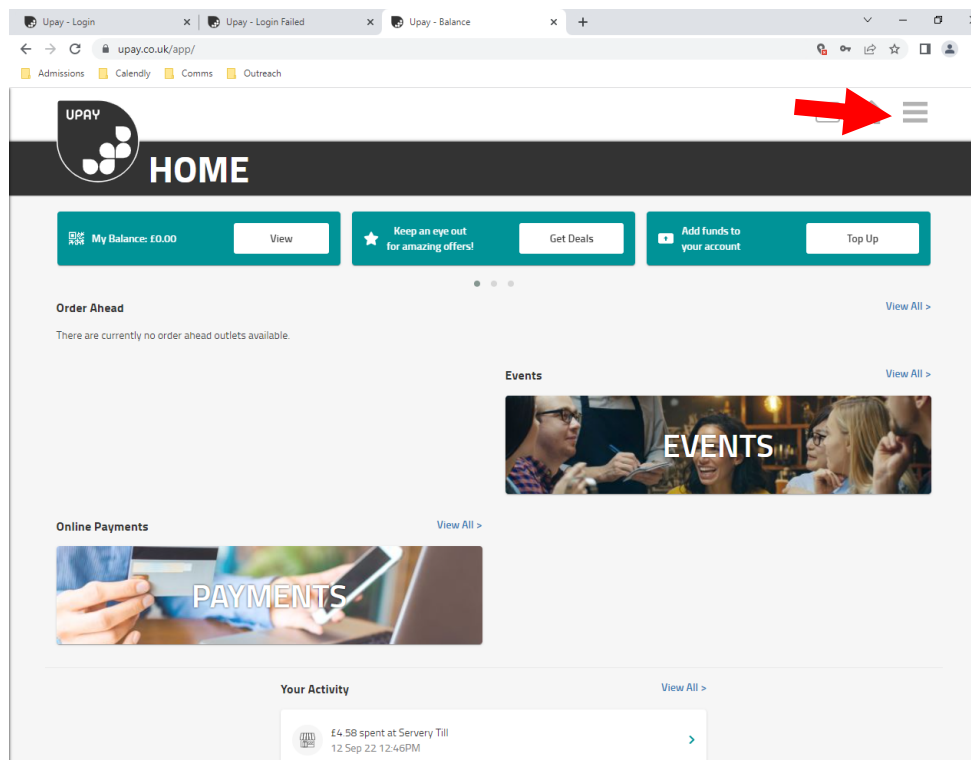 Upay - Login
Upay - Login Failed
Upay - Balance
upay.co.uk/app/
Admissions
Calendly
Comms
Outreach
UPAY
HOME
My Balance: £0.00
View
Keep an eye out
for amazing offers!
Get Deals
Add funds to
your account
Top Up
Order Ahead
View All >
There are currently no order ahead outlets available.
Events
View All >
EVENTS
Online Payments
View All >
PAYMENTS
Your Activity
View All >
£4.58 spent at Servery Till
12 Sep 22 12:46PM